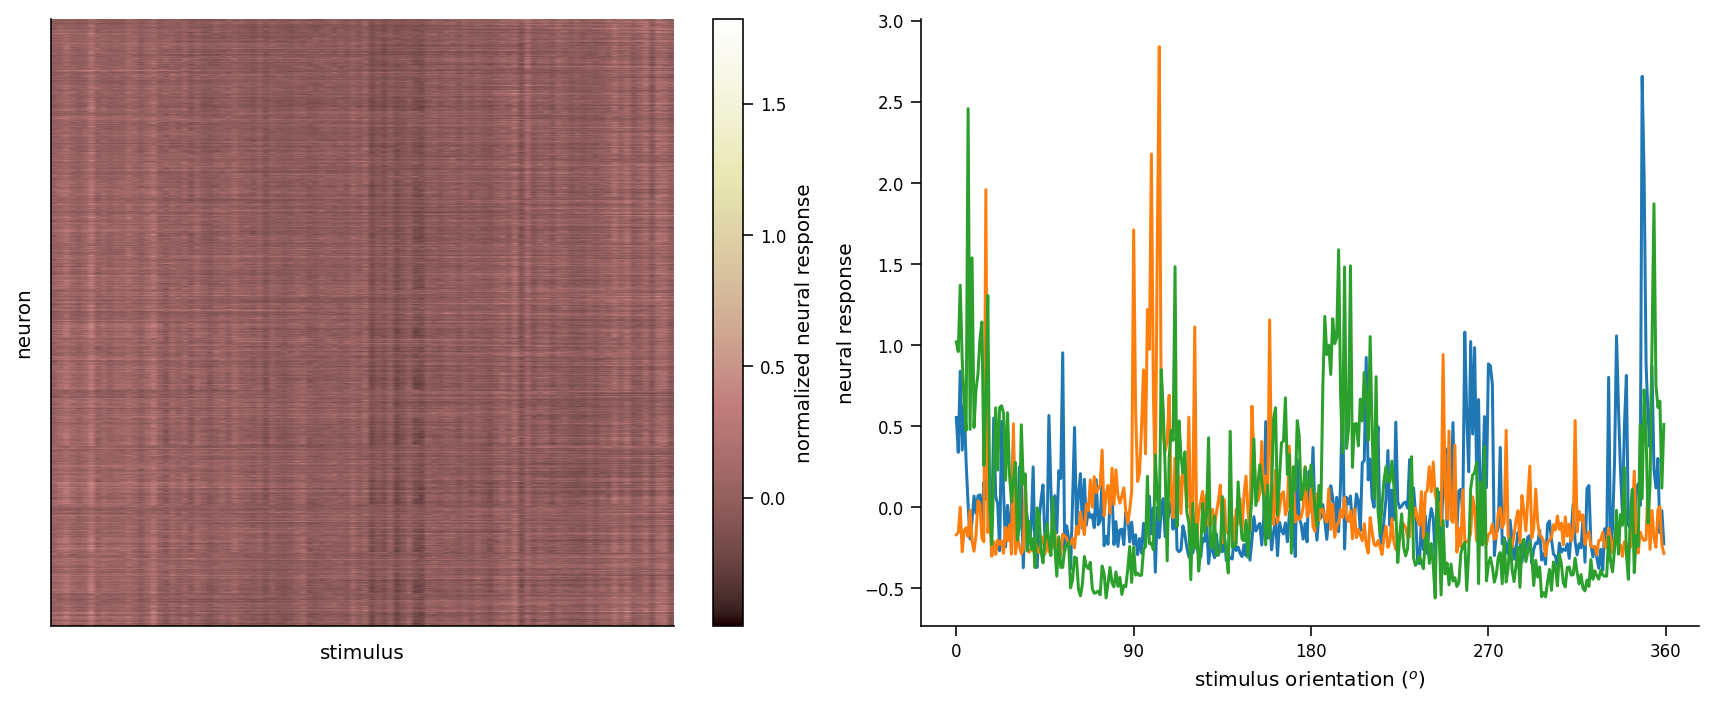 neuron
stimulus
1.5
1.0
0.5
0.0
normalized neural response
neural response
3.0
2.5
2.0
1.5
1.0
0.5
0.0
−0.5
0 90 180 270 360
stimulus orientation (o)